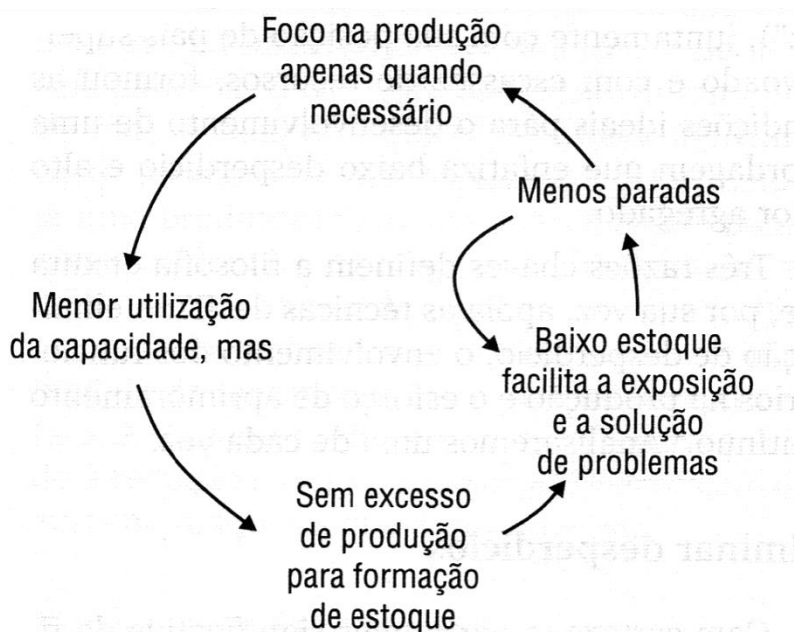 Foco na produção
apenas quando
necessário
Menos paradas
Menor utilização
da capacidade, mas
Baixo estoque
facilita a exposição
e a solução
de problemas
Sem excesso
de produção
para formação
de estoque